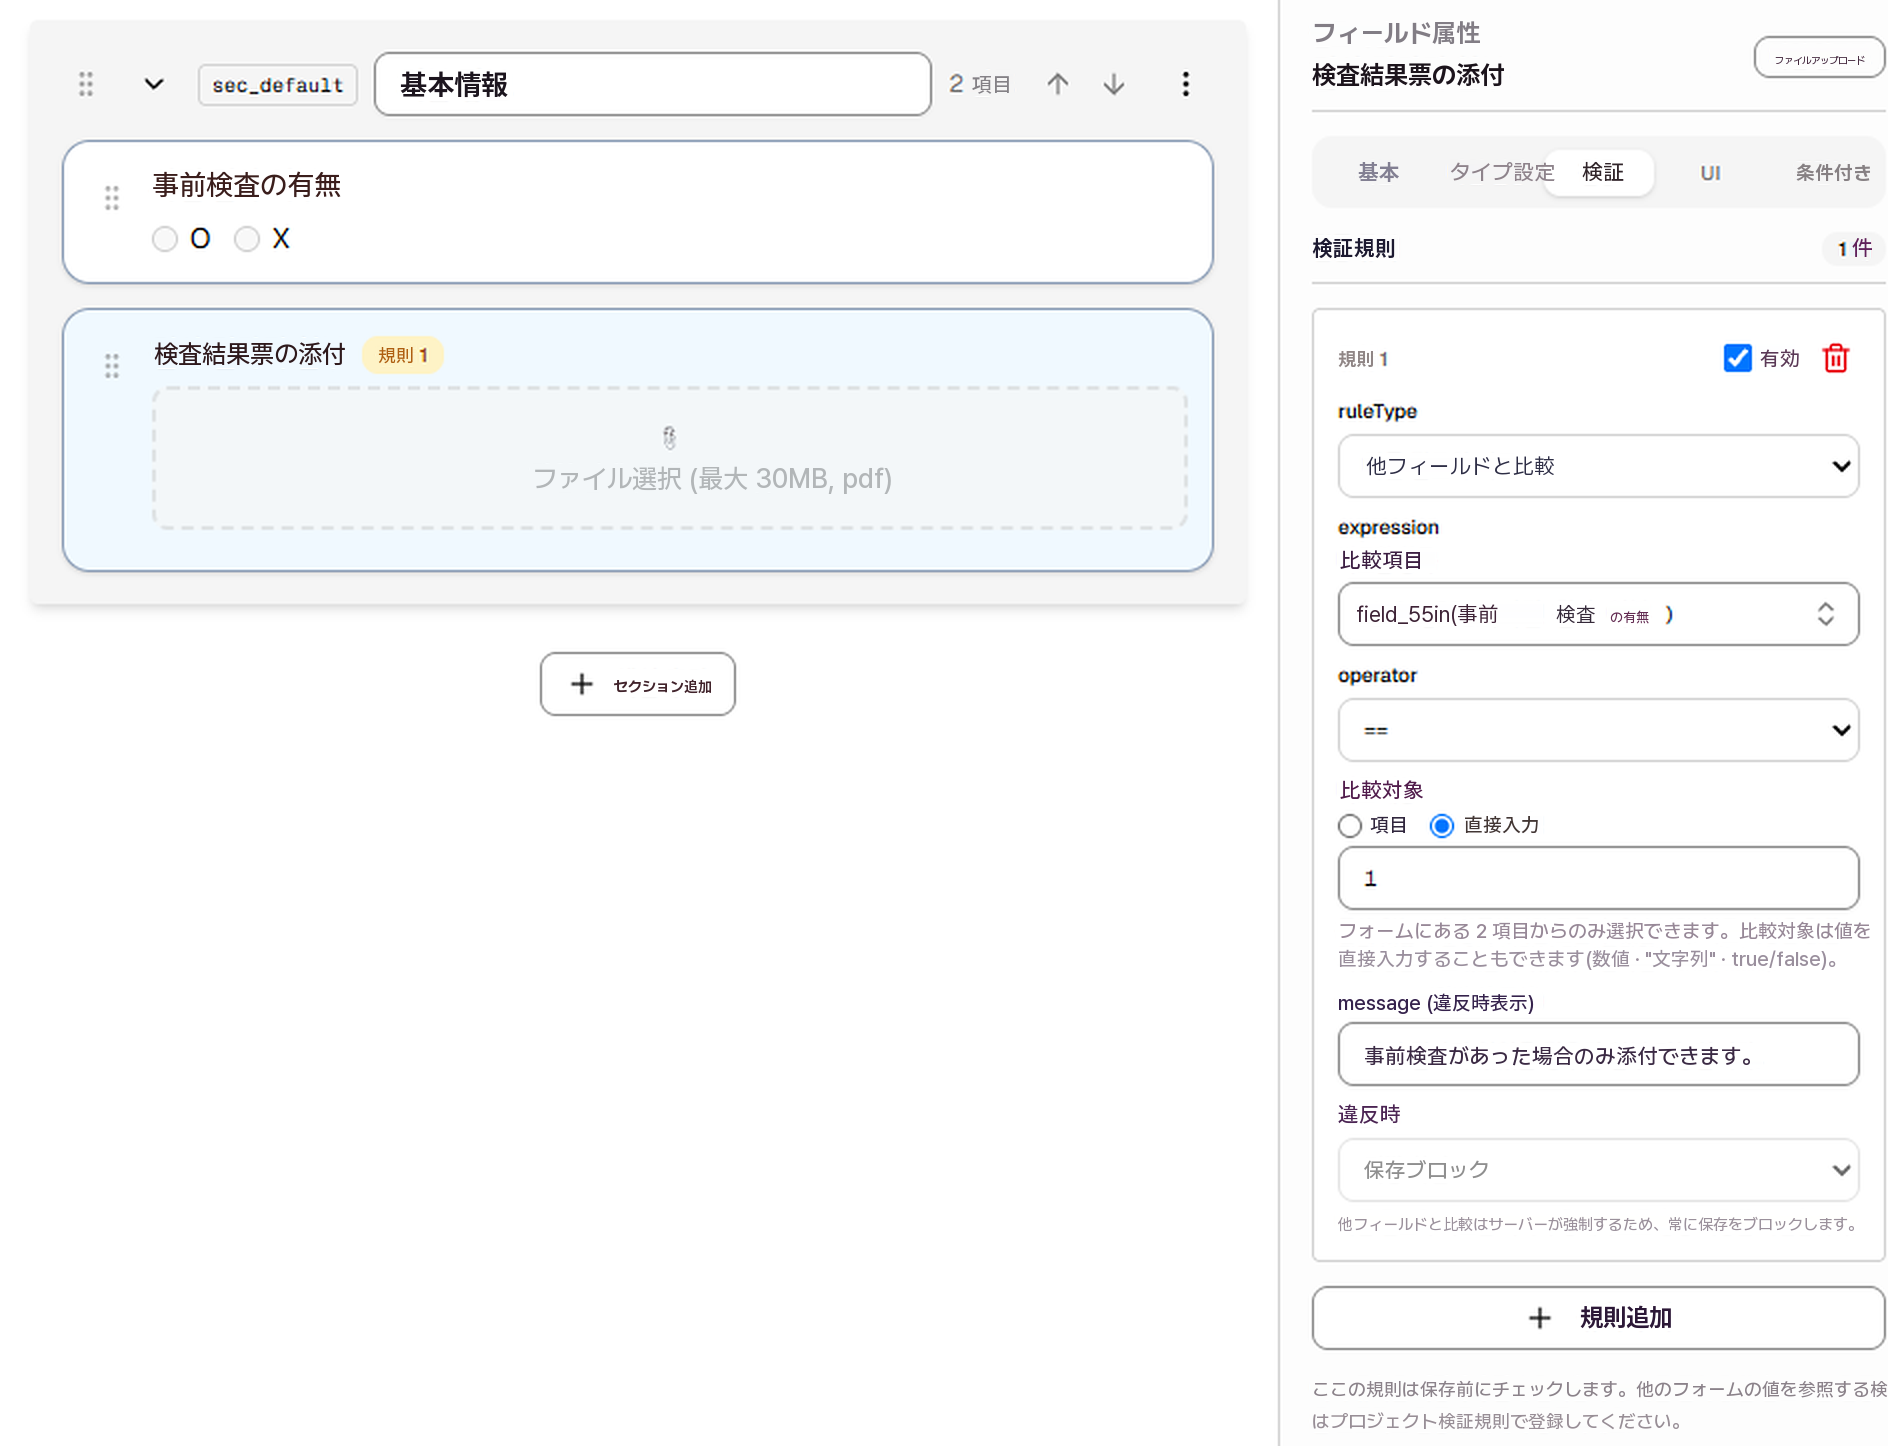 sec_default
基本情報
2 項目
事前検査の有無
O X
検査結果票の添付 規則 1
ファイル選択 (最大 30MB, pdf)
セクション追加
フィールド属性
検査結果票の添付
ファイルアップロード
基本 タイプ設定 検証 UI 条件付き
検証規則
1 件
規則 1
有効
ruleType
他フィールドと比較
expression
比較項目
field_55in(事前 検査 の有無 )
operator
==
比較対象
項目 直接入力
1
フォームにある 2 項目からのみ選択できます。比較対象は値を
直接入力することもできます(数値 · "文字列" · true/false)。
message (違反時表示)
事前検査があった場合のみ添付できます。
違反時
保存ブロック
他フィールドと比較はサーバーが強制するため、常に保存をブロックします。
規則追加
ここの規則は保存前にチェックします。他のフォームの値を参照する検
はプロジェクト検証規則で登録してください。